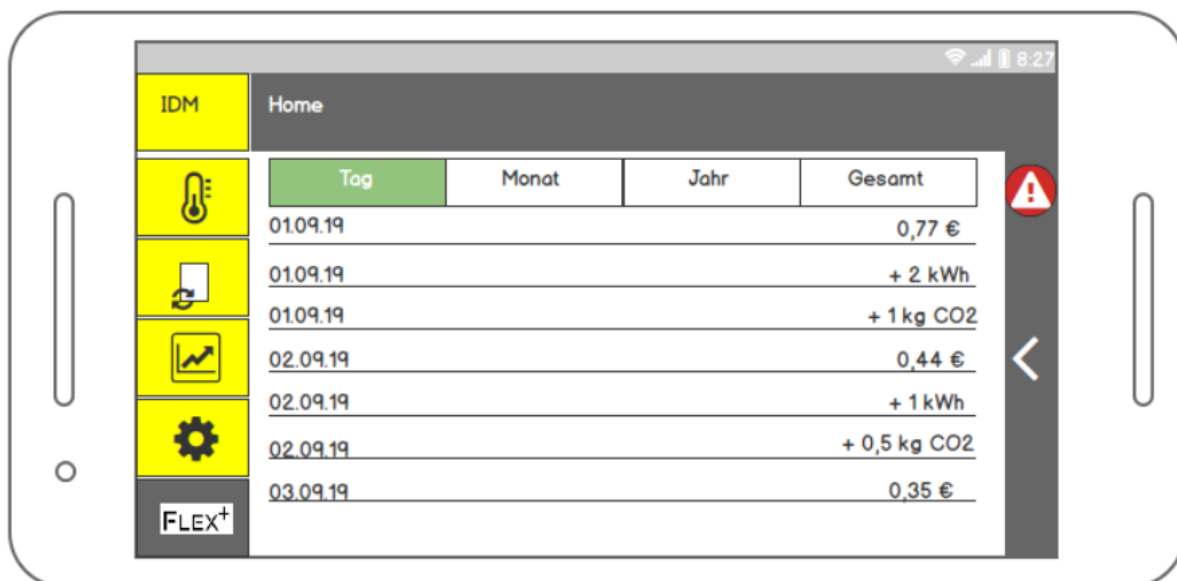 8:27
IDM Home
Tag Monat Jahr Gesamt
01.09.19 0,77 €
01.09.19 + 2 kWh
01.09.19 + 1 kg CO2
02.09.19 0,44 €
02.09.19 + 1 kWh
02.09.19 + 0,5 kg CO2
03.09.19 0,35 €
FLEX+